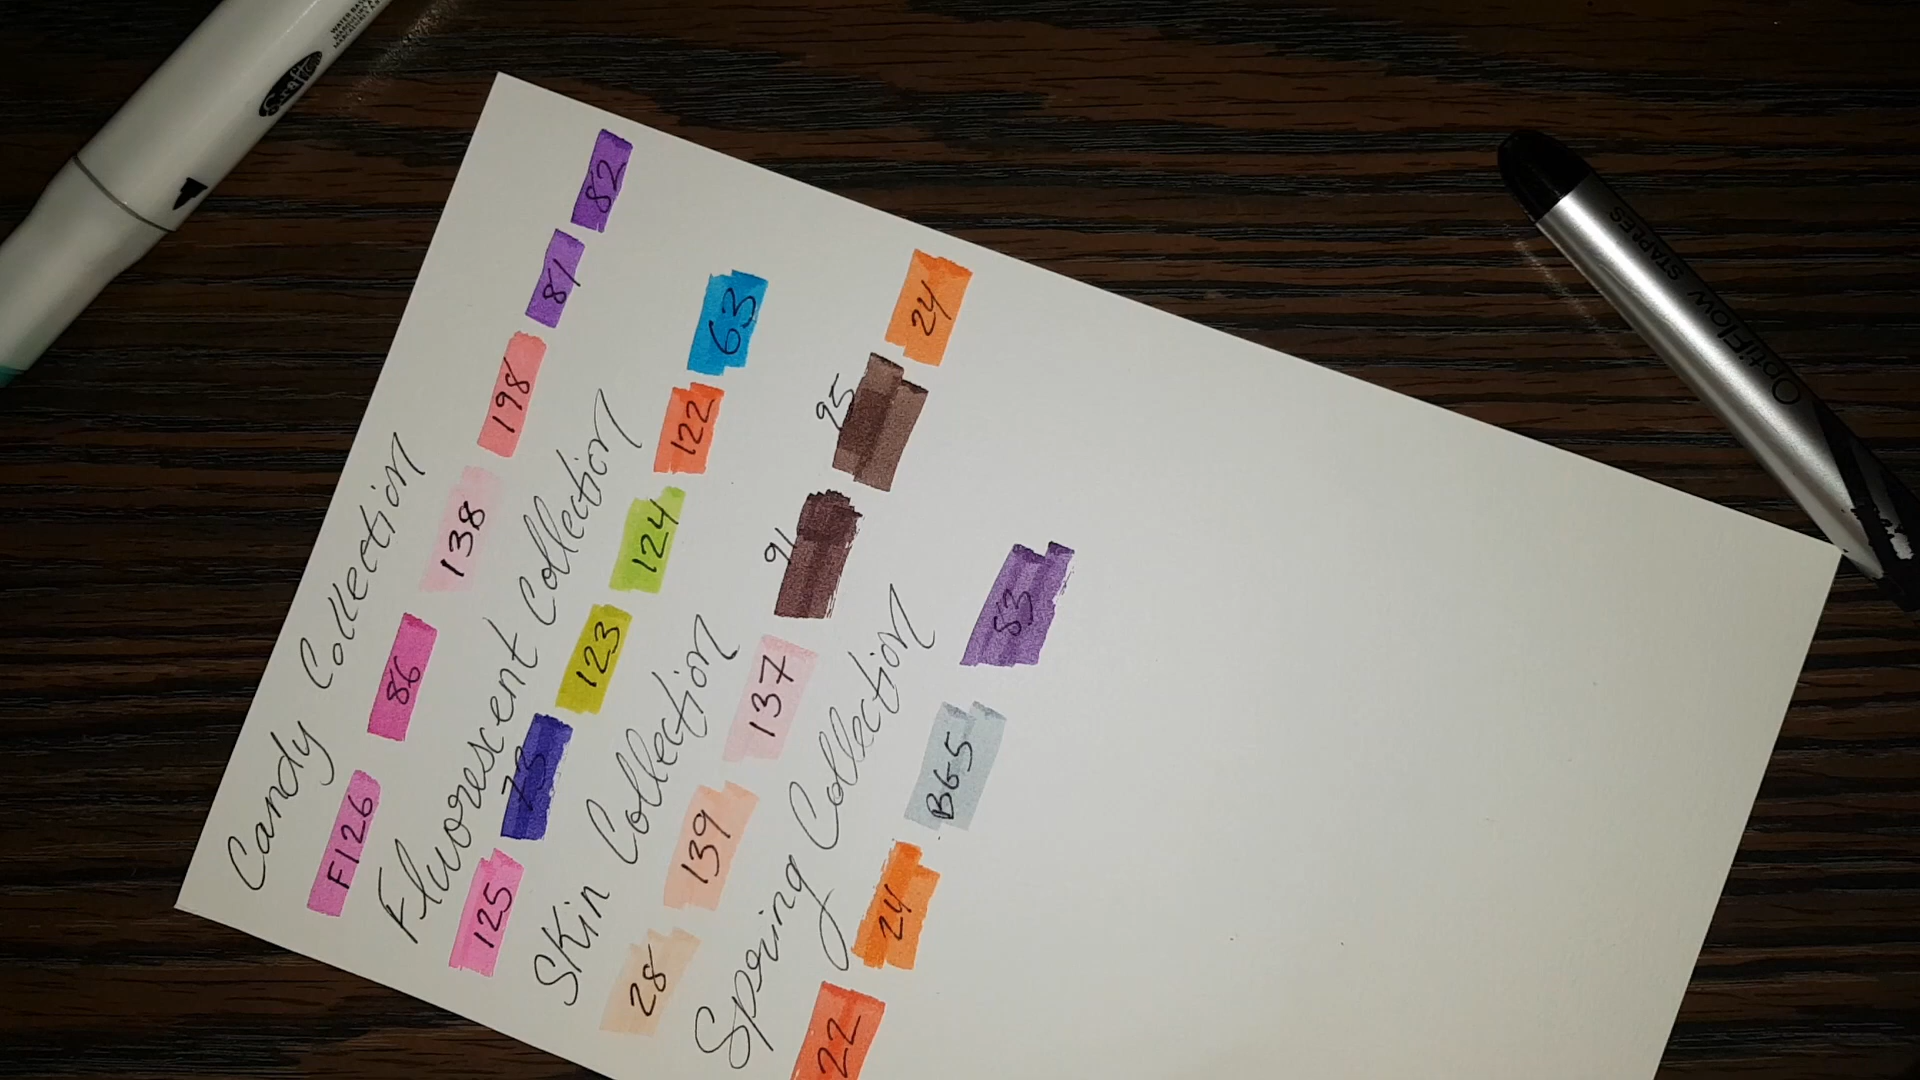 Candy Collection
F126 86 138 198 81 82
Fluorescent Collection
125 73 123 124 122 63
Skin Collection
28 139 137 91 95 24
Spring Collection
22 24 BG5 83
STAPLES
OptiFlow